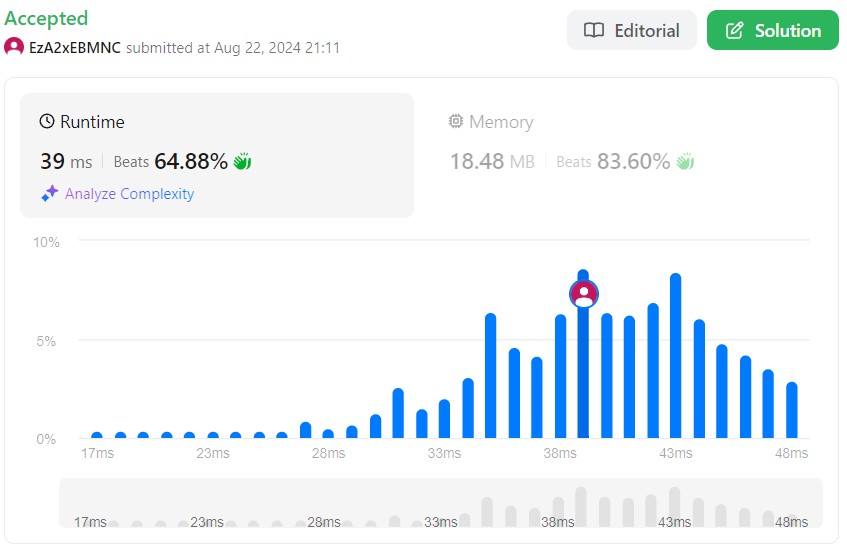 Accepted
Editorial
Solution
EzA2xEBMNC submitted at Aug 22, 2024 21:11
Runtime
Memory
39 ms Beats 64.88%
18.48 MB Beats 83.60%
Analyze Complexity
10%
5%
0%
17ms 23ms 28ms 33ms 38ms 43ms 48ms
17ms 23ms 28ms 33ms 38ms 43ms 48ms